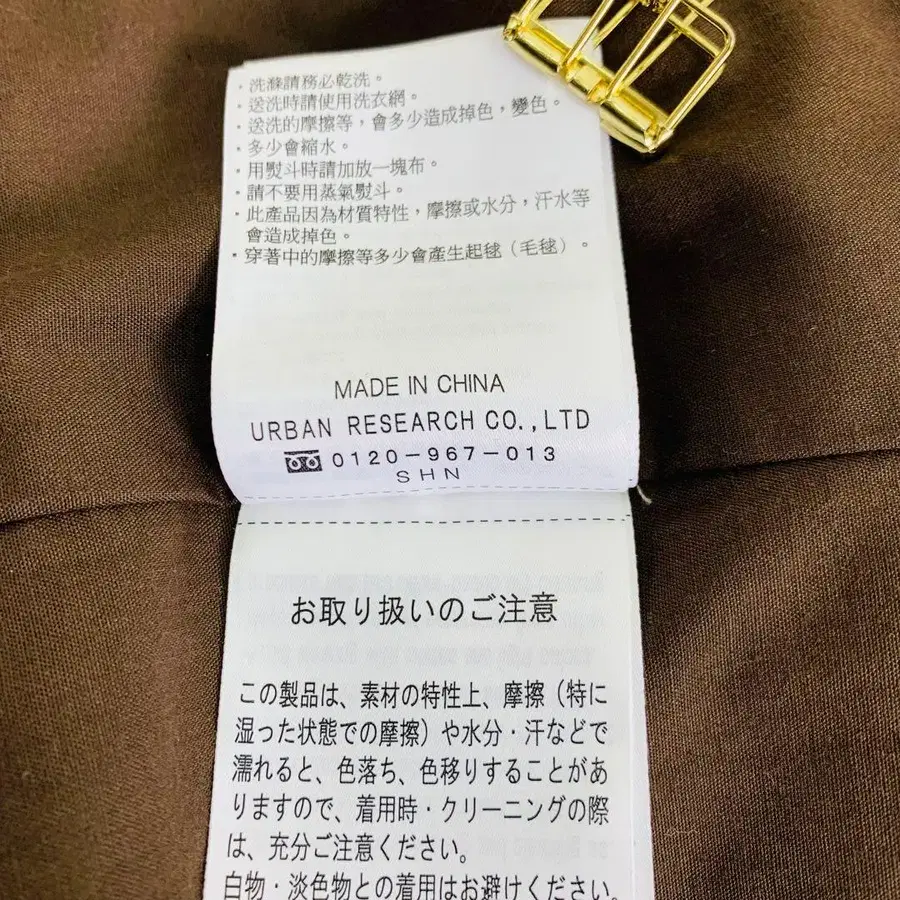 ・洗滌請務必乾洗。
・送洗時請使用洗衣網。
・送洗的摩擦等，會多少造成掉色，變色。
・多少會縮水。
・用熨斗時請加放一塊布。
・請不要用蒸氣熨斗。
・此產品因為材質特性，摩擦或水分，汗水等
會造成掉色。
・穿著中的摩擦等多少會產生起毬（毛毬）。
MADE IN CHINA
URBAN RESEARCH CO.,LTD
0120-967-013
SHN
お取り扱いのご注意
この製品は、素材の特性上、摩擦（特に
湿った状態での摩擦）や水分・汗などで
濡れると、色落ち、色移りすることがあ
りますので、着用時・クリーニングの際
は、充分ご注意ください。
白物・淡色物との着用はお避けください。